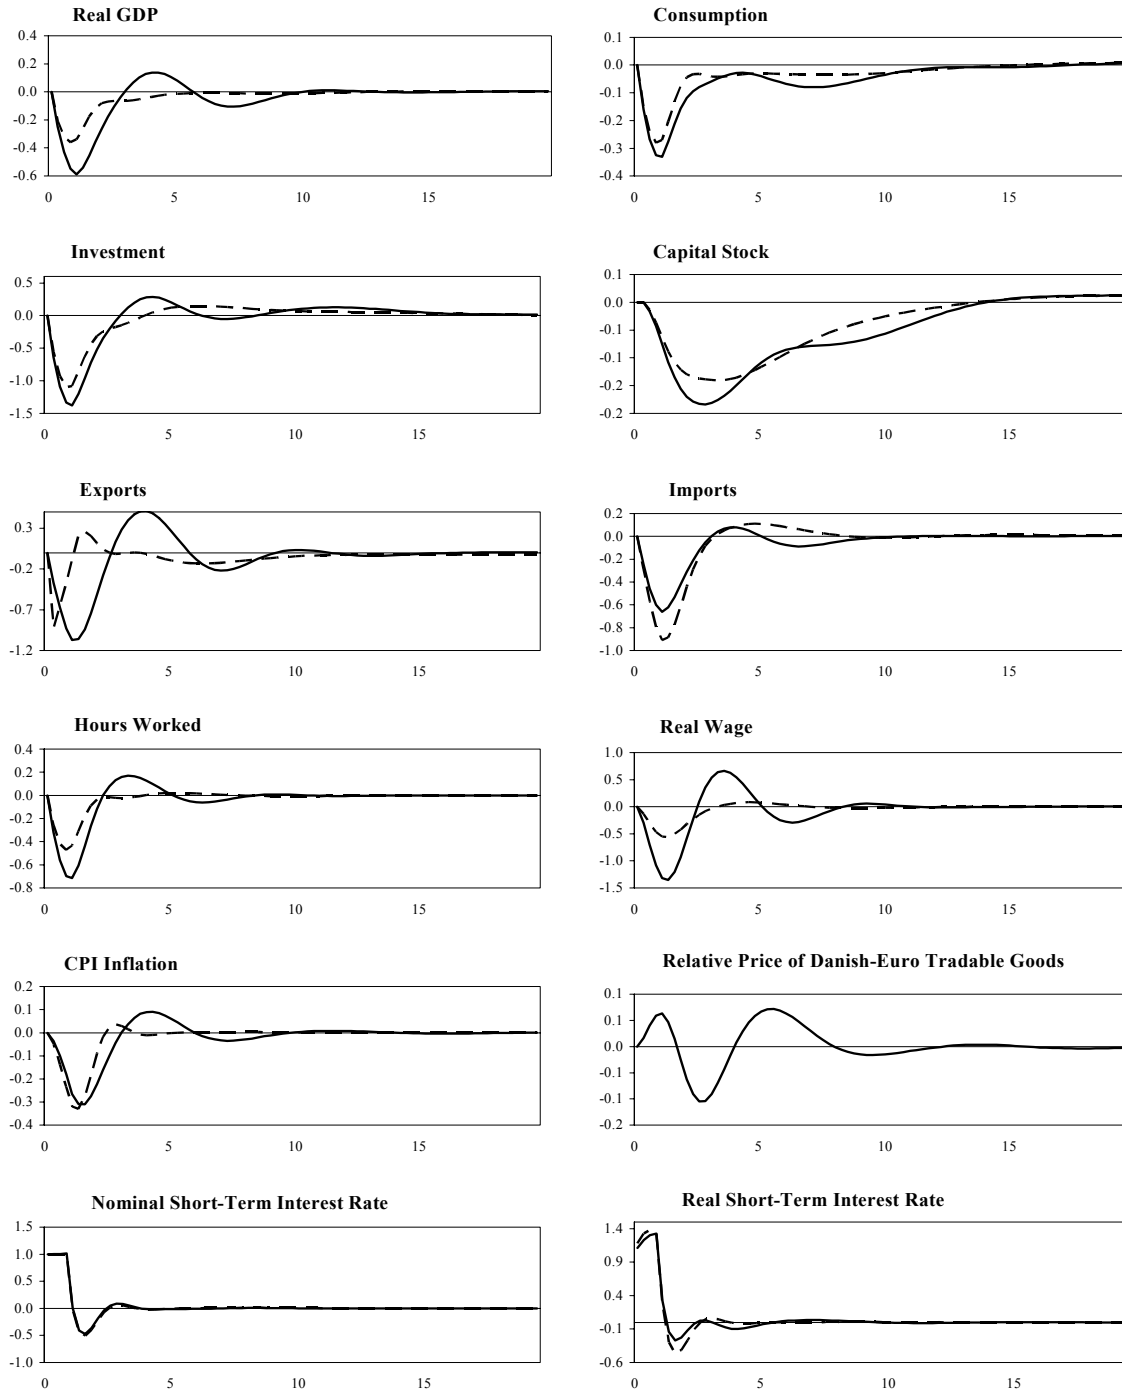 Real GDP
0.4
0.2
0.0
-0.2
-0.4
-0.6
0 5 10 15
Consumption
0.1
0.0
-0.1
-0.2
-0.3
-0.4
0 5 10 15
Investment
0.5
0.0
-0.5
-1.0
-1.5
0 5 10 15
Capital Stock
0.1
0.0
-0.1
-0.1
-0.2
-0.2
0 5 10 15
Exports
0.3
-0.2
-0.7
-1.2
0 5 10 15
Imports
0.2
0.0
-0.2
-0.4
-0.6
-0.8
-1.0
0 5 10 15
Hours Worked
0.4
0.2
0.0
-0.2
-0.4
-0.6
-0.8
0 5 10 15
Real Wage
1.0
0.5
0.0
-0.5
-1.0
-1.5
0 5 10 15
CPI Inflation
0.2
0.1
0.0
-0.1
-0.2
-0.3
-0.4
0 5 10 15
Relative Price of Danish-Euro Tradable Goods
0.1
0.1
0.0
-0.1
-0.1
-0.2
0 5 10 15
Nominal Short-Term Interest Rate
1.5
1.0
0.5
0.0
-0.5
-1.0
0 5 10 15
Real Short-Term Interest Rate
1.4
0.9
0.4
-0.1
-0.6
0 5 10 15